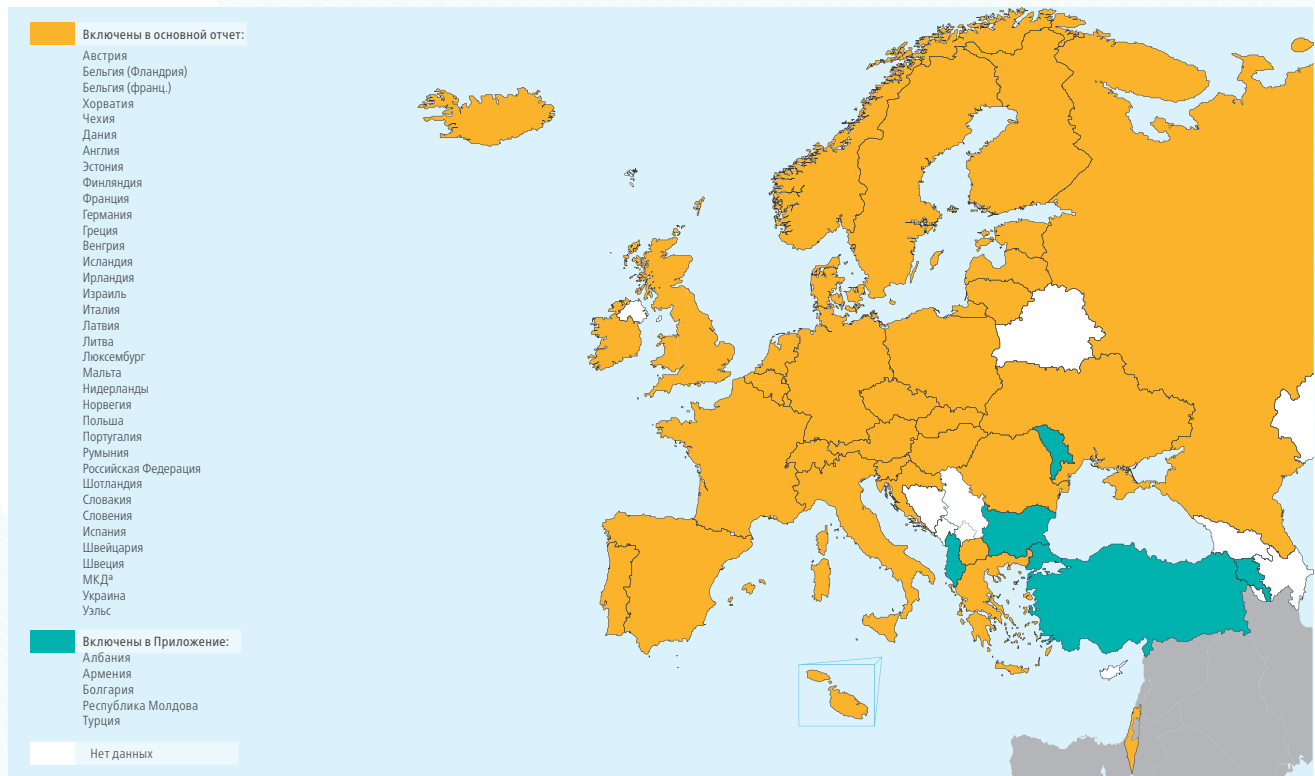 Включены в основной отчет:
Австрия
Бельгия (Фландрия)
Бельгия (франц.)
Хорватия
Чехия
Дания
Англия
Эстония
Финляндия
Франция
Германия
Греция
Венгрия
Исландия
Ирландия
Израиль
Италия
Латвия
Литва
Люксембург
Мальта
Нидерланды
Норвегия
Польша
Португалия
Румыния
Российская Федерация
Шотландия
Словакия
Словения
Испания
Швейцария
Швеция
МКДª
Украина
Уэльс
Включены в Приложение:
Албания
Армения
Болгария
Республика Молдова
Турция
Нет данных